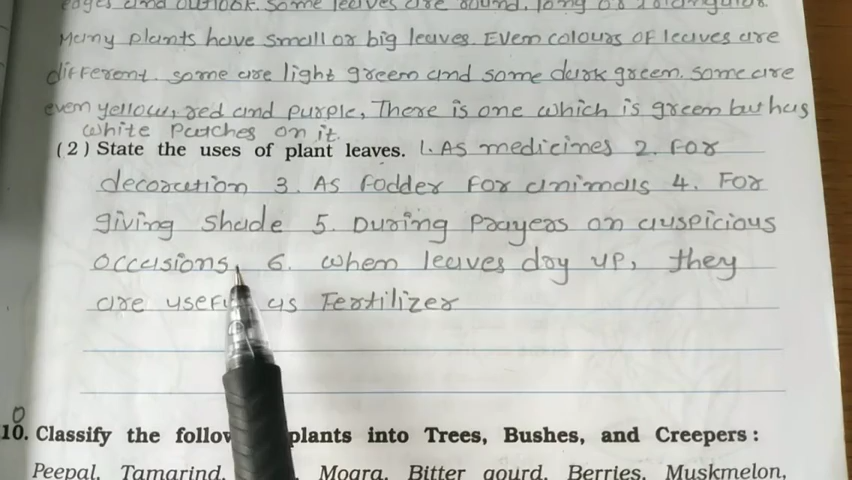 edges and outlook. some leaves are round, long or
Many plants have small or big leaves. Even colours of leaves are
different. some are light green and some dark green. some are
even yellow, red and purple, There is one which is green but has
white patches on it.
(2) State the uses of plant leaves. 1. As medicines 2. For
decoration 3. As fodder for animals 4. For
giving shade 5. During prayers on auspicious
occasions. 6. when leaves dry up, they
are as Fertilizer
10. Classify the plants into Trees, Bushes, and Creepers :
Peepal, Tamarind, Mogra, Bitter gourd, Berries, Muskmelon,